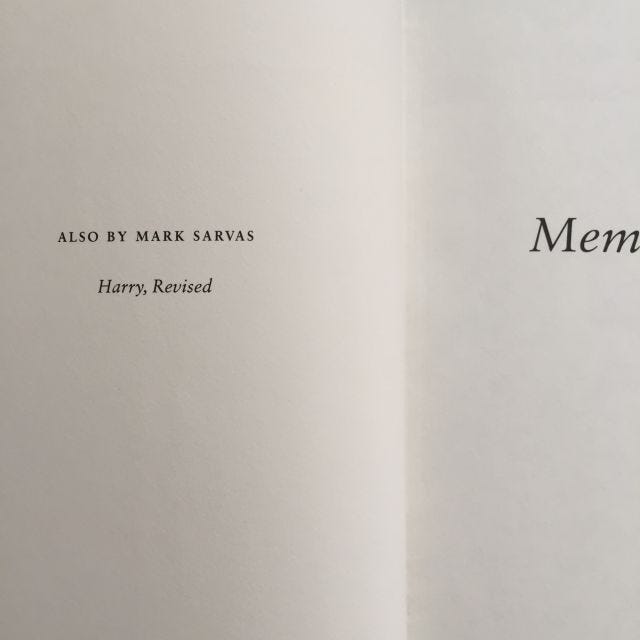 ALSO BY MARK SARVAS
Harry, Revised
Mem